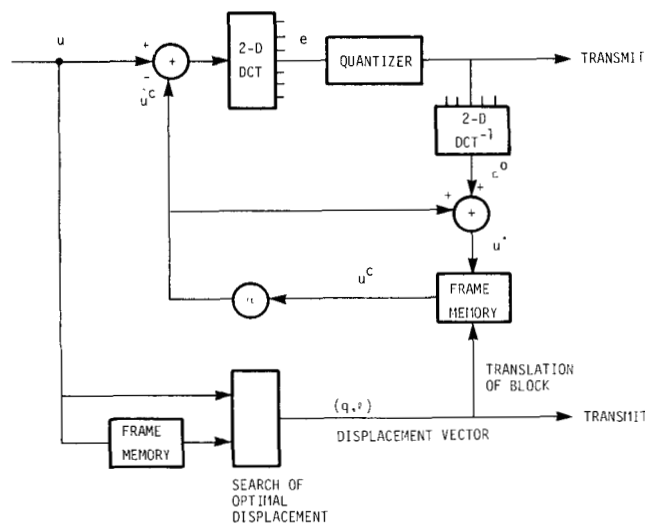 u
+
-
+
u^c
2-D
DCT
e
QUANTIZER
TRANSMIT
2-D
DCT^-1
+
+
+
u^c
FRAME
MEMORY
TRANSLATION
OF BLOCK
DISPLACEMENT VECTOR
TRANSMIT
FRAME
MEMORY
SEARCH OF
OPTIMAL
DISPLACEMENT